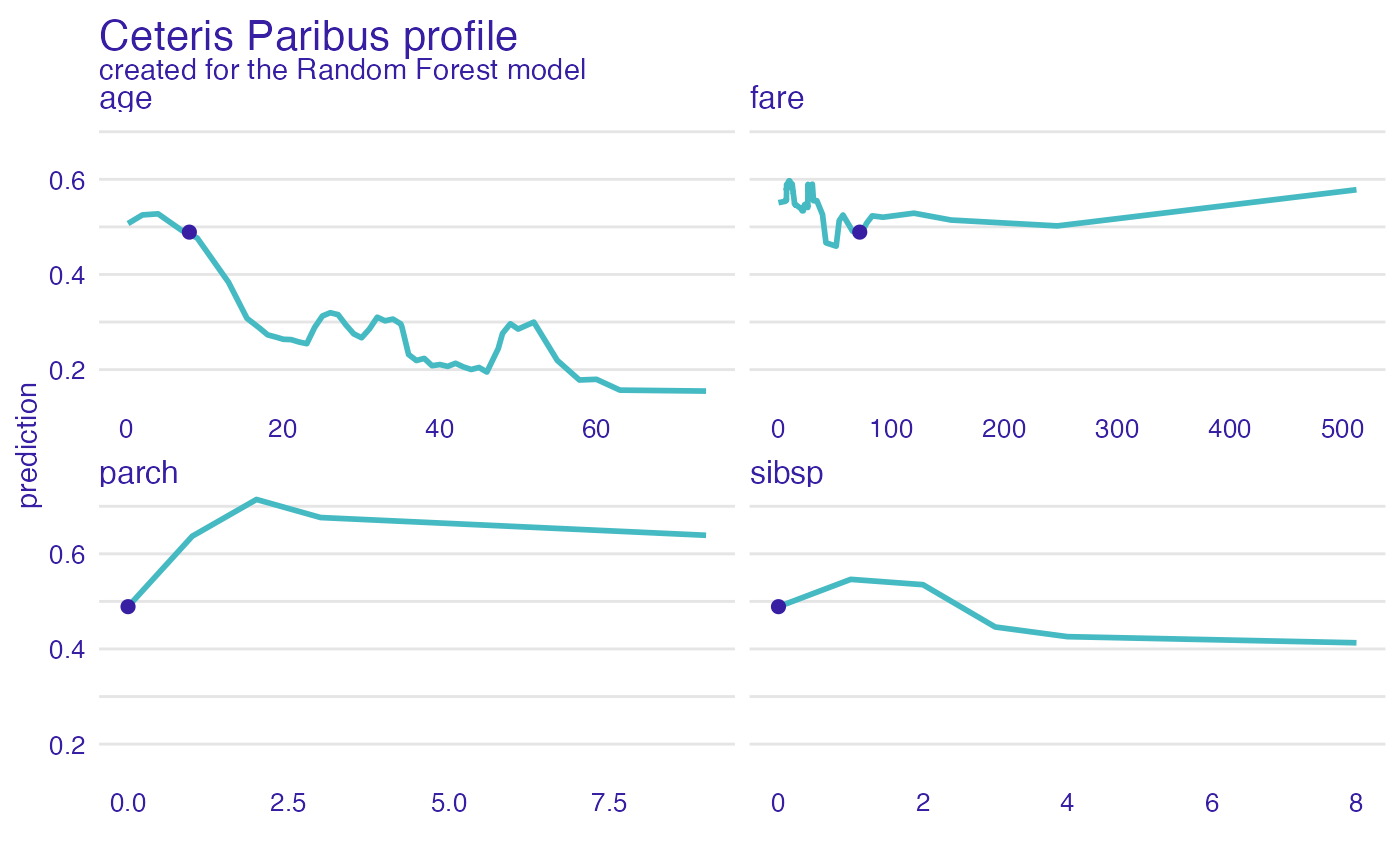 Ceteris Paribus profile
created for the Random Forest model
age
fare
0.6
0.4
0.2
0 20 40 60
0 100 200 300 400 500
prediction
parch
sibsp
0.6
0.4
0.2
0.0 2.5 5.0 7.5
0 2 4 6 8